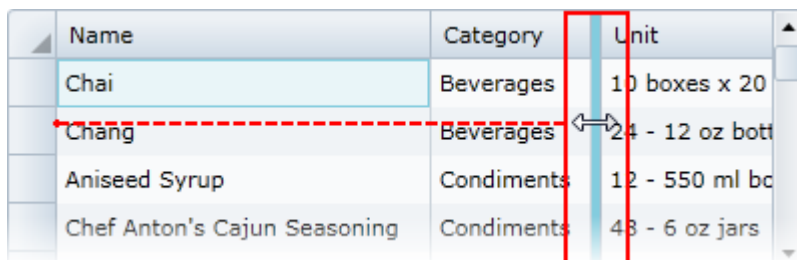 Name Category Unit
Chai Beverages 10 boxes x 20
Chang Beverages 24 - 12 oz bott
Aniseed Syrup Condiments 12 - 550 ml bo
Chef Anton's Cajun Seasoning Condiments 48 - 6 oz jars